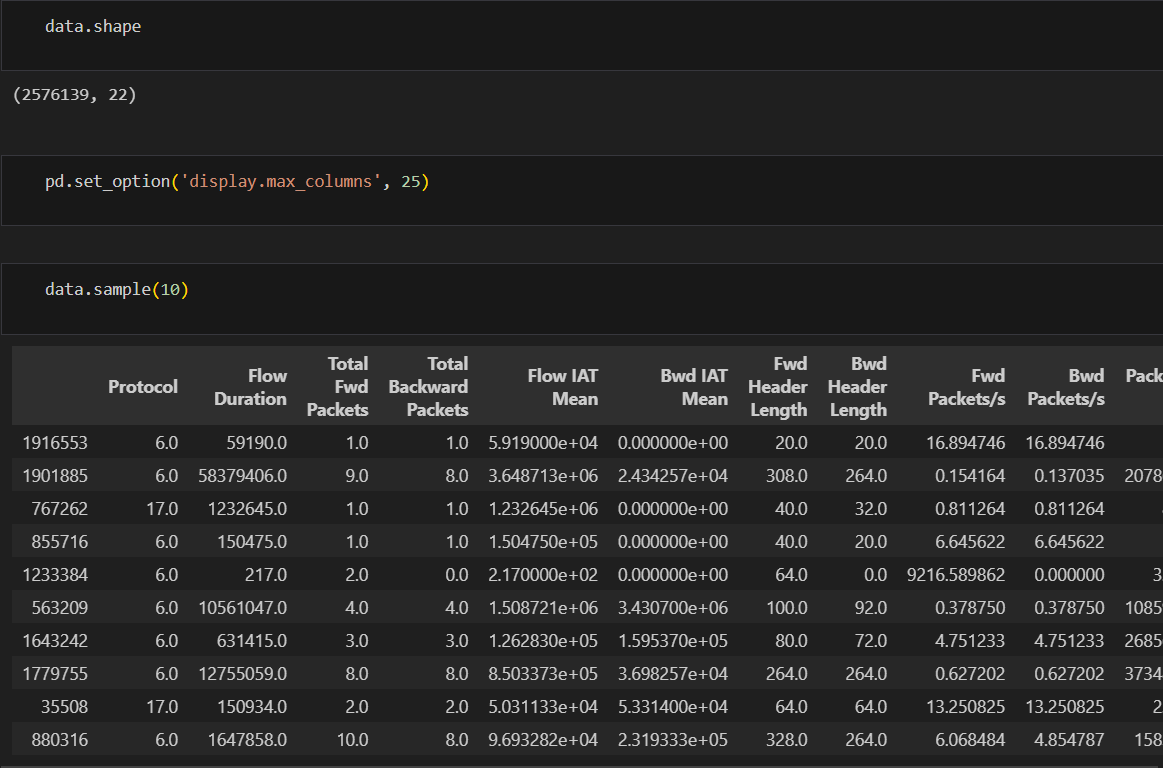 data.shape
(2576139, 22)
pd.set_option('display.max_columns', 25)
data.sample(10)
Protocol Flow Duration Total Fwd Packets Total Backward Packets Flow IAT Mean Bwd IAT Mean Fwd Header Length Bwd Header Length Fwd Packets/s Bwd Packets/s Pack
1916553 6.0 59190.0 1.0 1.0 5.919000e+04 0.000000e+00 20.0 20.0 16.894746 16.894746
1901885 6.0 58379406.0 9.0 8.0 3.648713e+06 2.434257e+04 308.0 264.0 0.154164 0.137035 2078
767262 17.0 1232645.0 1.0 1.0 1.232645e+06 0.000000e+00 40.0 32.0 0.811264 0.811264
855716 6.0 150475.0 1.0 1.0 1.504750e+05 0.000000e+00 40.0 20.0 6.645622 6.645622
1233384 6.0 217.0 2.0 0.0 2.170000e+02 0.000000e+00 64.0 0.0 9216.589862 0.000000 3
563209 6.0 10561047.0 4.0 4.0 1.508721e+06 3.430700e+06 100.0 92.0 0.378750 0.378750 1085
1643242 6.0 631415.0 3.0 3.0 1.262830e+05 1.595370e+05 80.0 72.0 4.751233 4.751233 2685
1779755 6.0 12755059.0 8.0 8.0 8.503373e+05 3.698257e+04 264.0 264.0 0.627202 0.627202 3734
35508 17.0 150934.0 2.0 2.0 5.031133e+04 5.331400e+04 64.0 64.0 13.250825 13.250825 2
880316 6.0 1647858.0 10.0 8.0 9.693282e+04 2.319333e+05 328.0 264.0 6.068484 4.854787 158